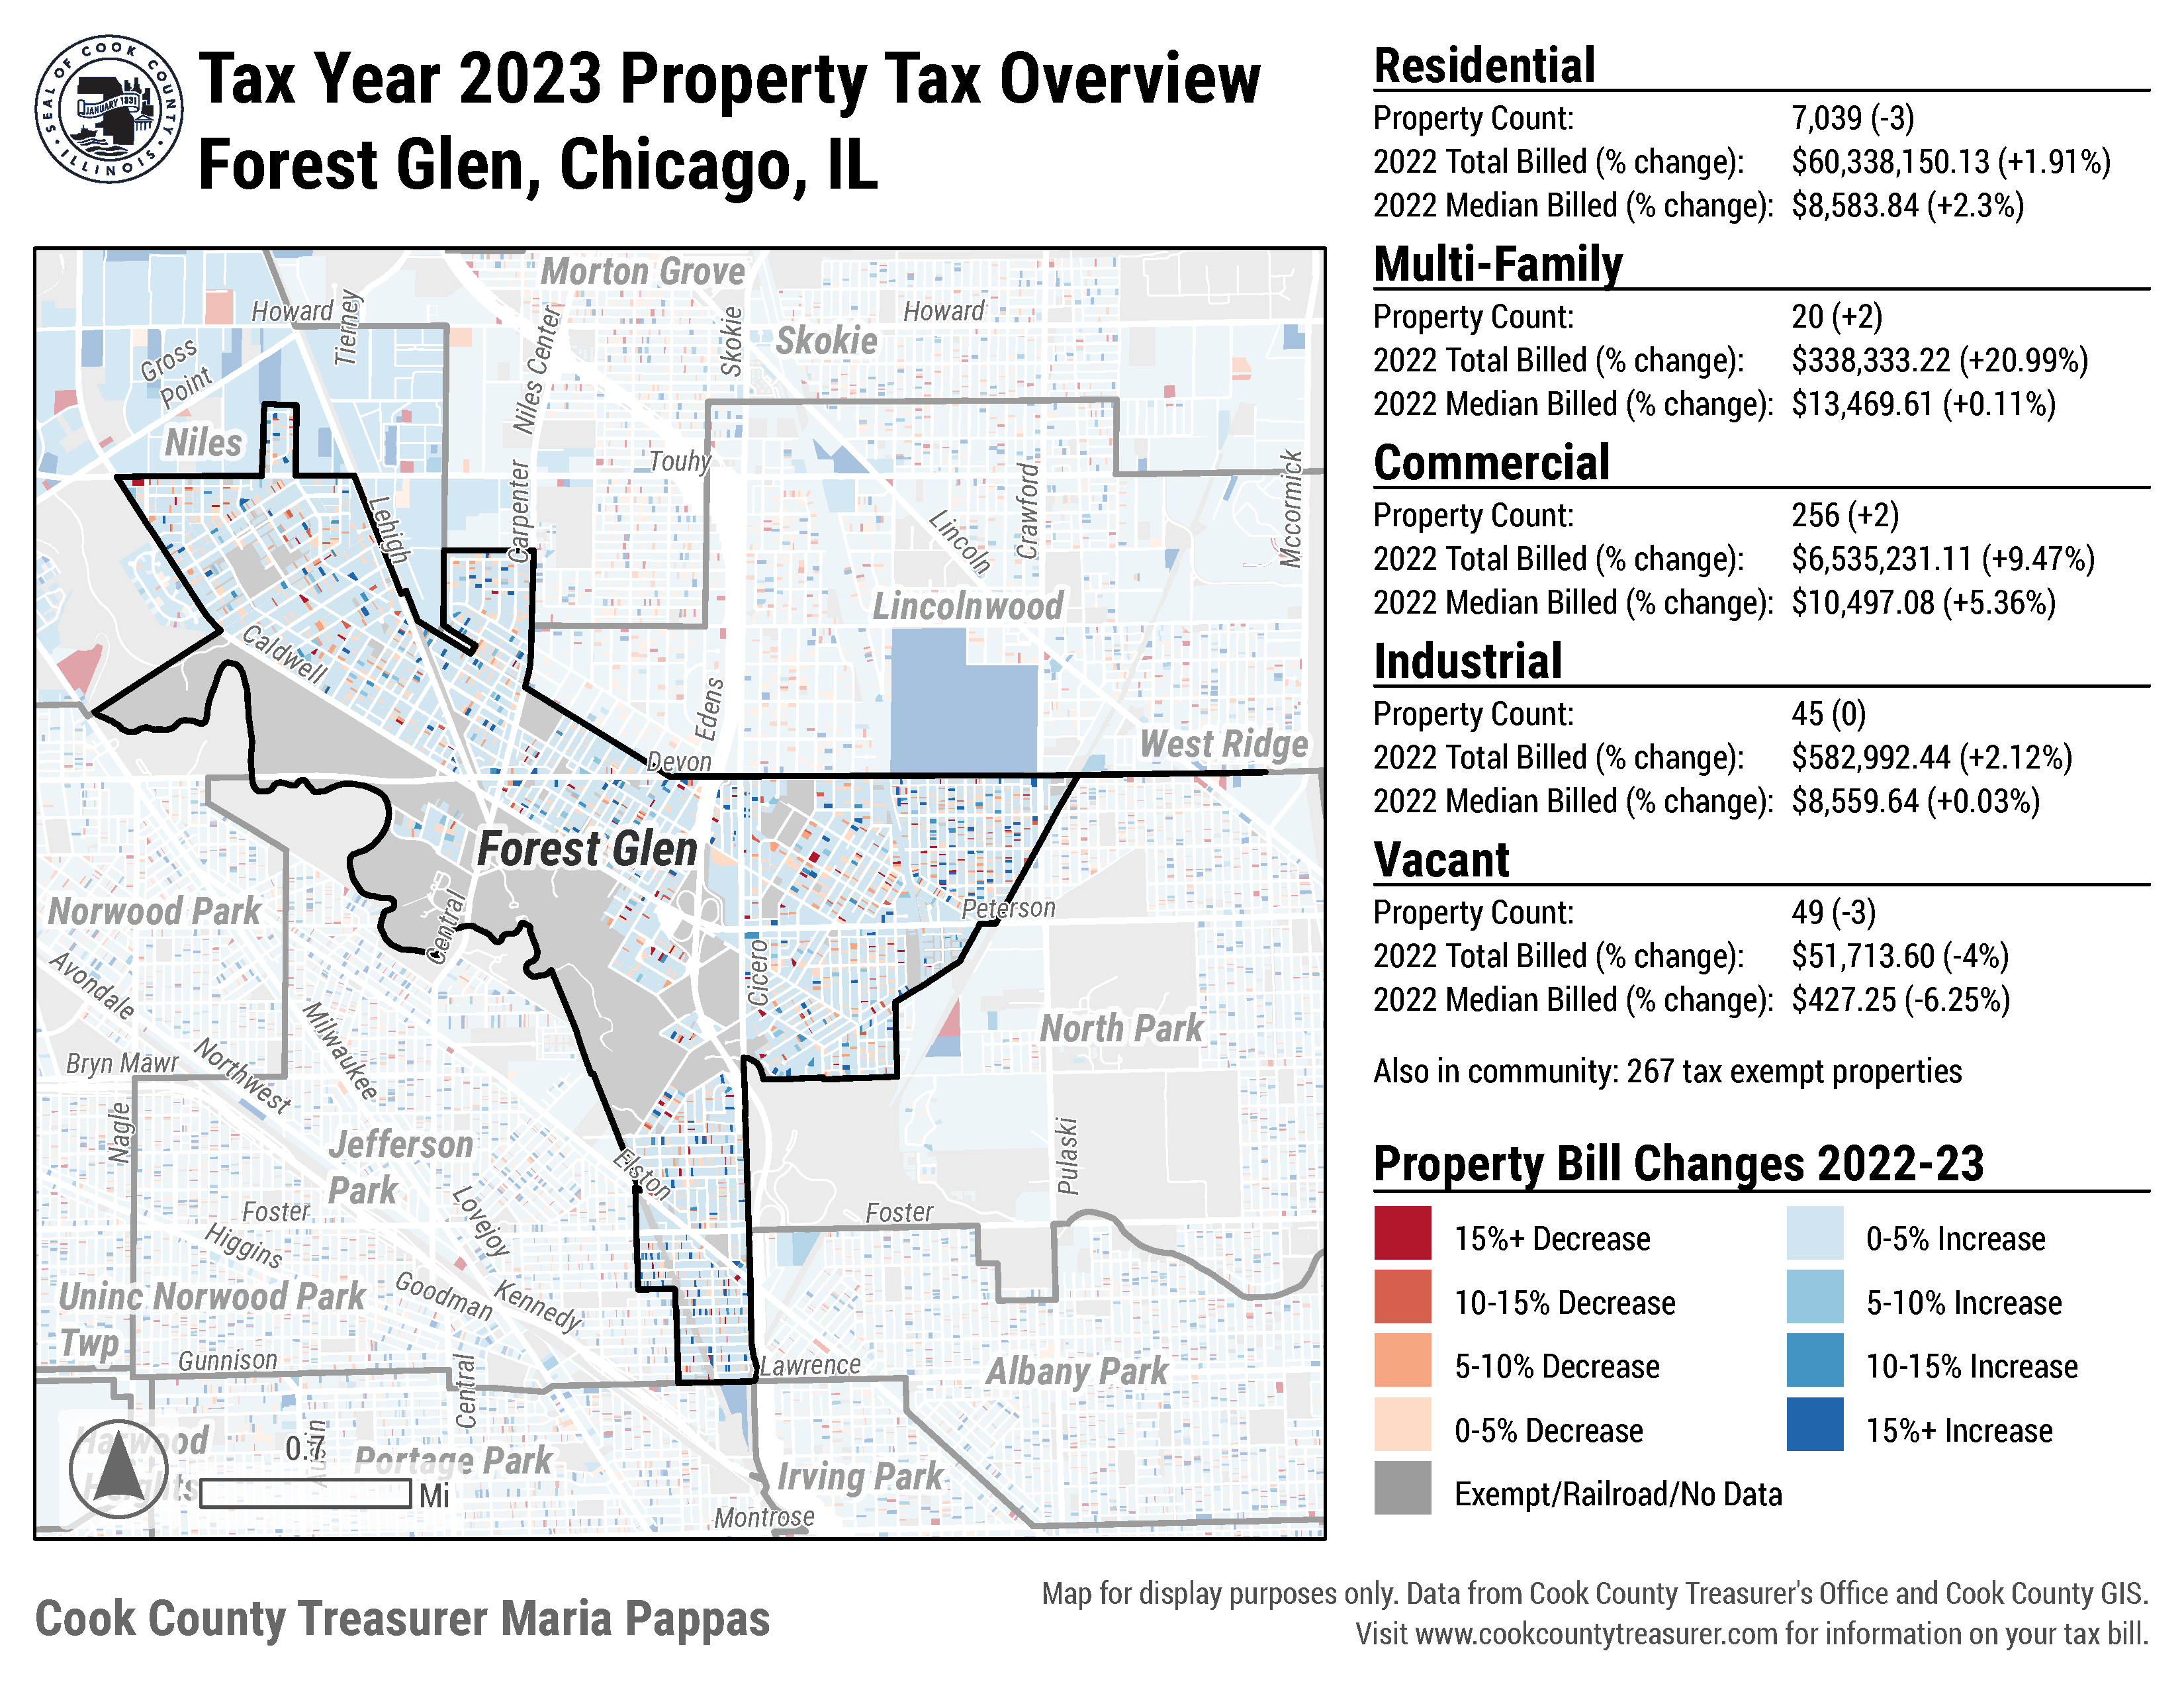 SEAL OF COOK COUNTY
• ILLINOIS •
JANUARY 1831
Tax Year 2023 Property Tax Overview
Forest Glen, Chicago, IL
Residential
Property Count: 7,039 (-3)
2022 Total Billed (% change): $60,338,150.13 (+1.91%)
2022 Median Billed (% change): $8,583.84 (+2.3%)
Multi-Family
Property Count: 20 (+2)
2022 Total Billed (% change): $338,333.22 (+20.99%)
2022 Median Billed (% change): $13,469.61 (+0.11%)
Commercial
Property Count: 256 (+2)
2022 Total Billed (% change): $6,535,231.11 (+9.47%)
2022 Median Billed (% change): $10,497.08 (+5.36%)
Industrial
Property Count: 45 (0)
2022 Total Billed (% change): $582,992.44 (+2.12%)
2022 Median Billed (% change): $8,559.64 (+0.03%)
Vacant
Property Count: 49 (-3)
2022 Total Billed (% change): $51,713.60 (-4%)
2022 Median Billed (% change): $427.25 (-6.25%)
Also in community: 267 tax exempt properties
Property Bill Changes 2022-23
15%+ Decrease
10-15% Decrease
5-10% Decrease
0-5% Decrease
Exempt/Railroad/No Data
0-5% Increase
5-10% Increase
10-15% Increase
15%+ Increase
Morton Grove
Howard
Tierney
Niles Center
Skokie
Howard
Skokie
Gross
Point
Niles
Touhy
Carpenter
Lehigh
Lincoln
Crawford
Mccormick
Lincolnwood
Caldwell
Edens
Devon
West Ridge
Forest Glen
Norwood Park
Central
Peterson
Cicero
Avondale
Milwaukee
North Park
Bryn Mawr
Northwest
Nagle
Jefferson
Park
Elston
Pulaski
Foster
Higgins
Lovejoy
Foster
Uninc Norwood Park
Twp
Goodman
Kennedy
Gunnison
Central
Lawrence
Albany Park
Harwood
Heights
Austin
0.7
Mi
Portage Park
Irving Park
Montrose
Cook County Treasurer Maria Pappas
Map for display purposes only. Data from Cook County Treasurer's Office and Cook County GIS.
Visit www.cookcountytreasurer.com for information on your tax bill.